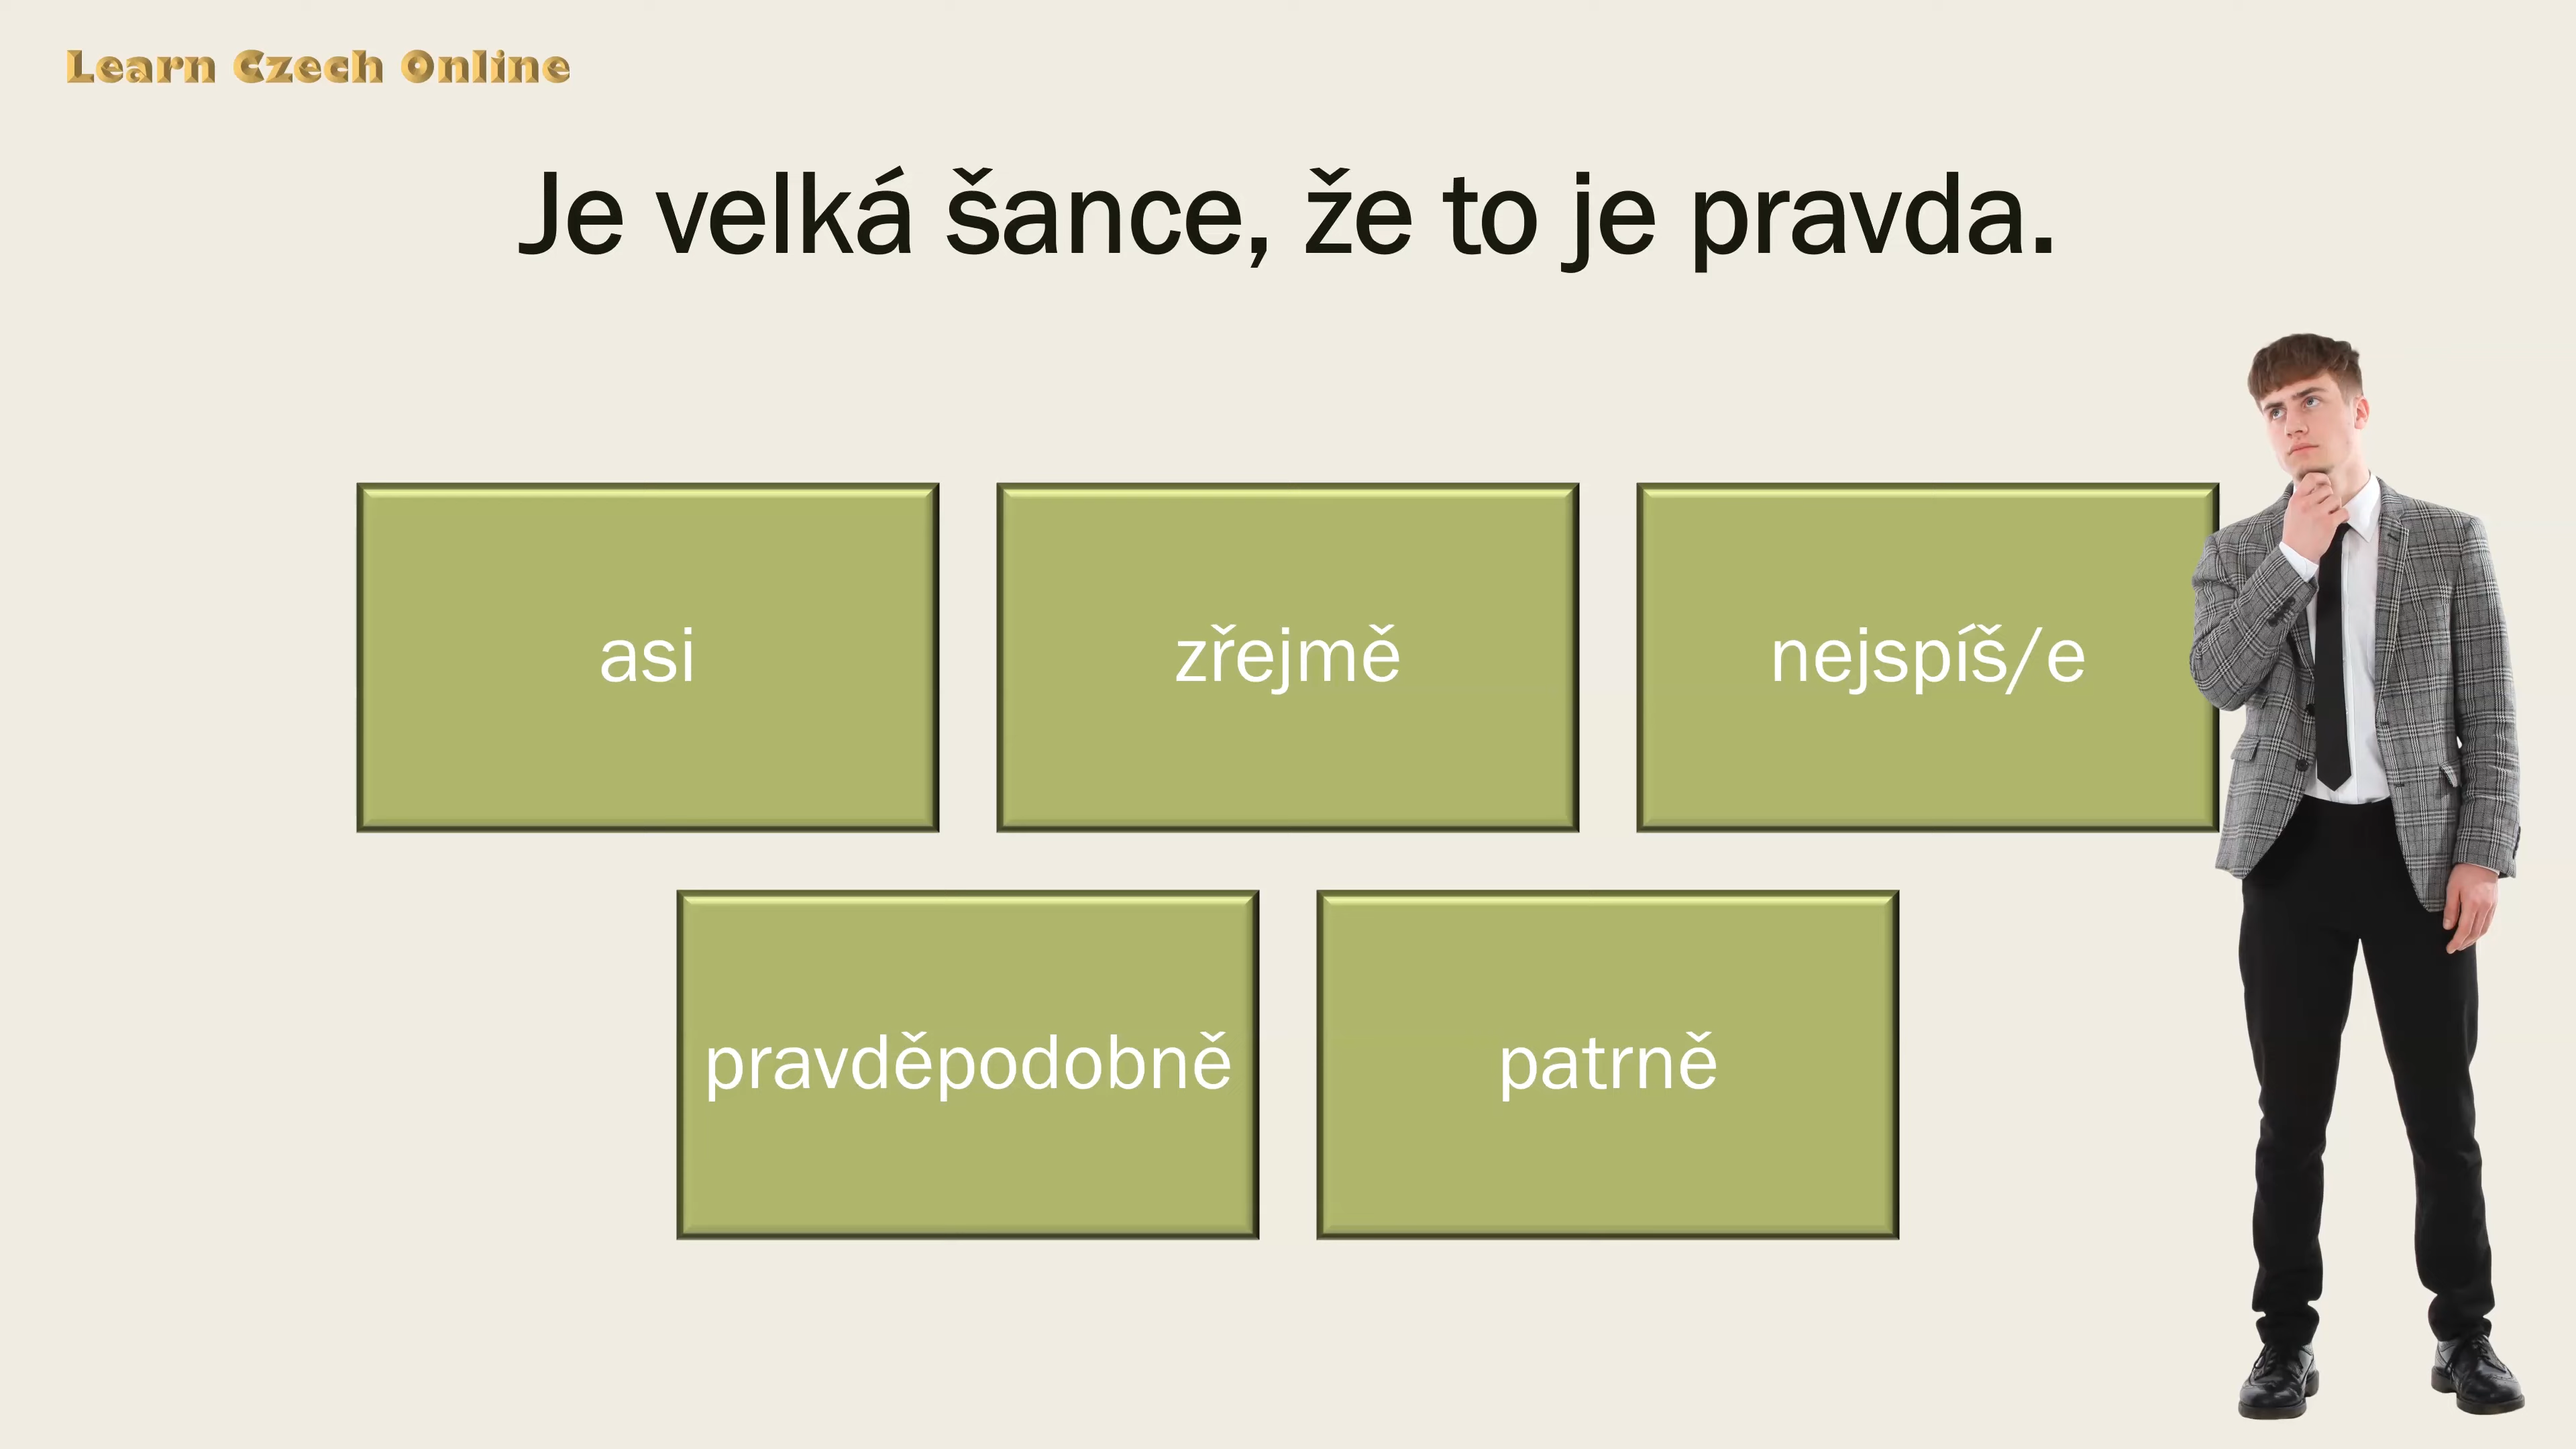 Learn Czech Online
Je velká šance, že to je pravda.
asi
zřejmě
nejspíš/e
pravděpodobně
patrně